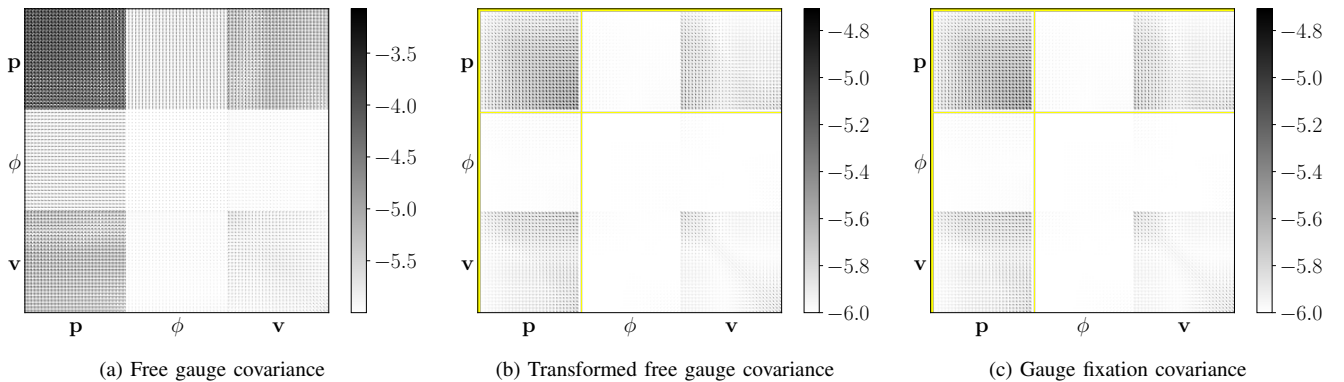 p
ϕ
v
p
ϕ
v
−3.5
−4.0
−4.5
−5.0
−5.5
(a) Free gauge covariance
p
ϕ
v
p
ϕ
v
−4.8
−5.0
−5.2
−5.4
−5.6
−5.8
−6.0
(b) Transformed free gauge covariance
p
ϕ
v
p
ϕ
v
−4.8
−5.0
−5.2
−5.4
−5.6
−5.8
−6.0
(c) Gauge fixation covariance